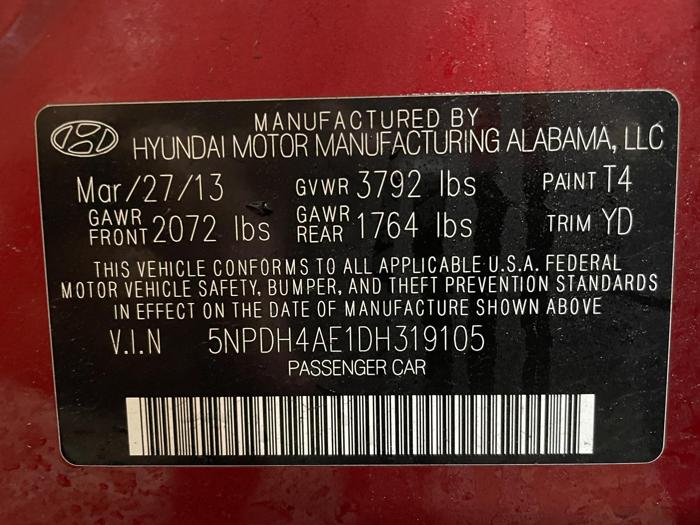 MANUFACTURED BY
HYUNDAI MOTOR MANUFACTURING ALABAMA, LLC
Mar/27/13 GVWR 3792 lbs PAINT T4
GAWR FRONT 2072 lbs GAWR REAR 1764 lbs TRIM YD
THIS VEHICLE CONFORMS TO ALL APPLICABLE U.S.A. FEDERAL
MOTOR VEHICLE SAFETY, BUMPER, AND THEFT PREVENTION STANDARDS
IN EFFECT ON THE DATE OF MANUFACTURE SHOWN ABOVE
V.I.N 5NPDH4AE1DH319105
PASSENGER CAR